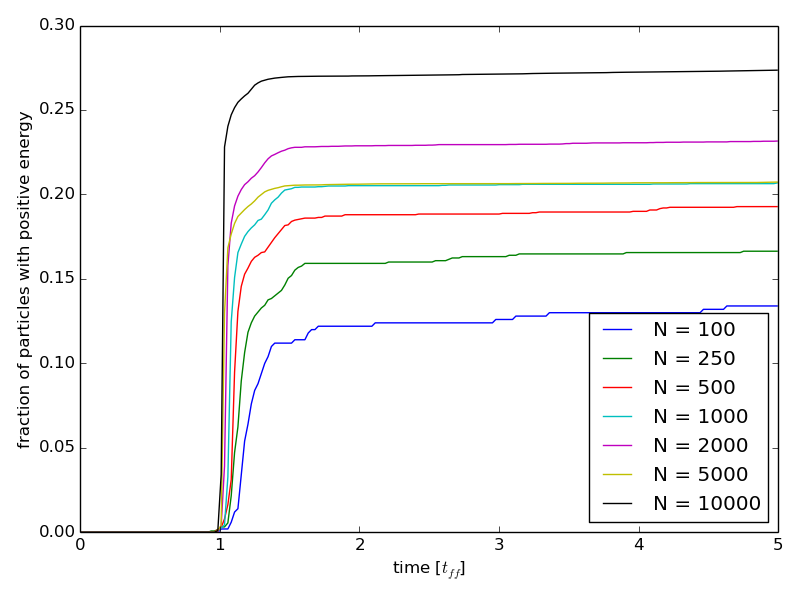 fraction of particles with positive energy
0.30
0.25
0.20
0.15
0.10
0.05
0.00
0 1 2 3 4 5
time [t_ff]
N = 100
N = 250
N = 500
N = 1000
N = 2000
N = 5000
N = 10000